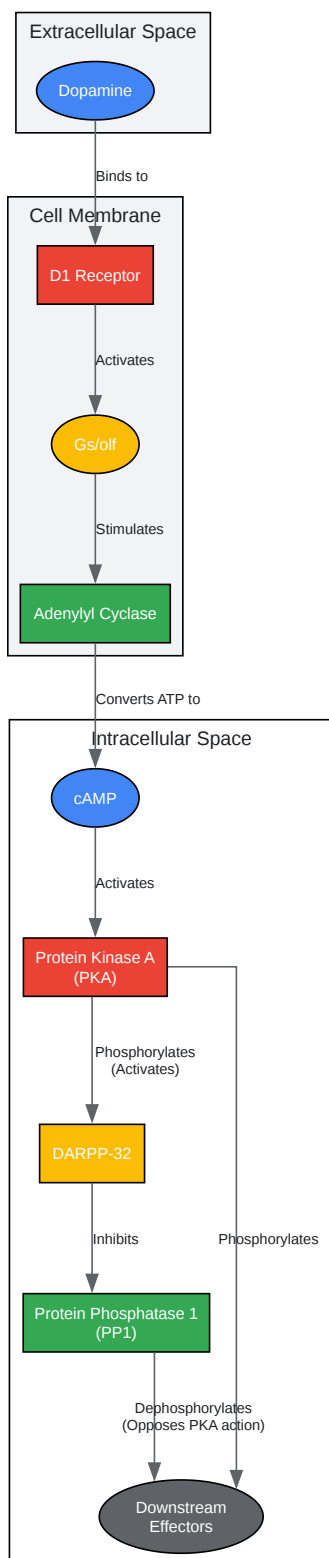 Extracellular Space
Dopamine
Binds to
Cell Membrane
D1 Receptor
Activates
Gs/olf
Stimulates
Adenylyl Cyclase
Converts ATP to
Intracellular Space
cAMP
Activates
Protein Kinase A
(PKA)
Phosphorylates
(Activates)
DARPP-32
Inhibits
Phosphorylates
Protein Phosphatase 1
(PP1)
Dephosphorylates
(Opposes PKA action)
Downstream
Effectors